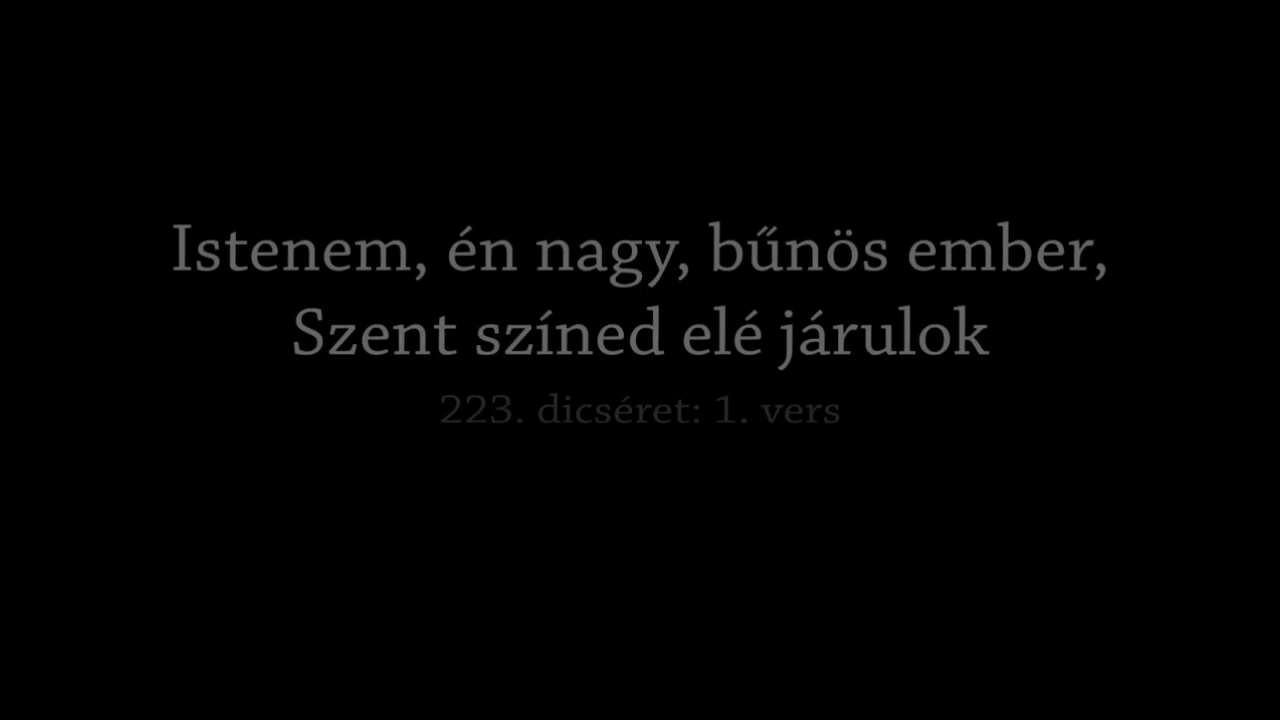 Istenem, én nagy, bűnös ember,
Szent színed elé járulok
223. dicséret: 1. vers